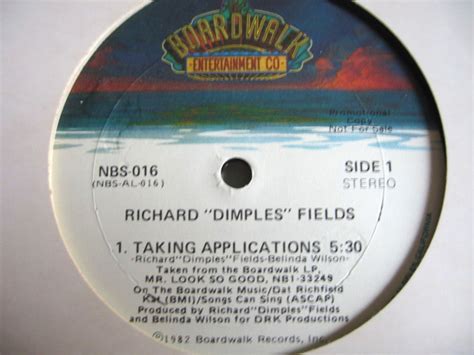 BOARDWALK
ENTERTAINMENT CO
Promotional
Copy
Not For Sale
NBS-016
(NBS-AL-016)
SIDE 1
STEREO
RICHARD "DIMPLES" FIELDS
1. TAKING APPLICATIONS 5:30
-Richard"Dimples"Fields-Belinda Wilson-
Taken from the Boardwalk LP,
MR. LOOK SO GOOD, NB1-33249
On The Boardwalk Music/Dat Richfield
(BMI)/Songs Can Sing (ASCAP)
Produced by Richard"Dimples"Fields
and Belinda Wilson for DRK Productions
©1982 Boardwalk Records, Inc.